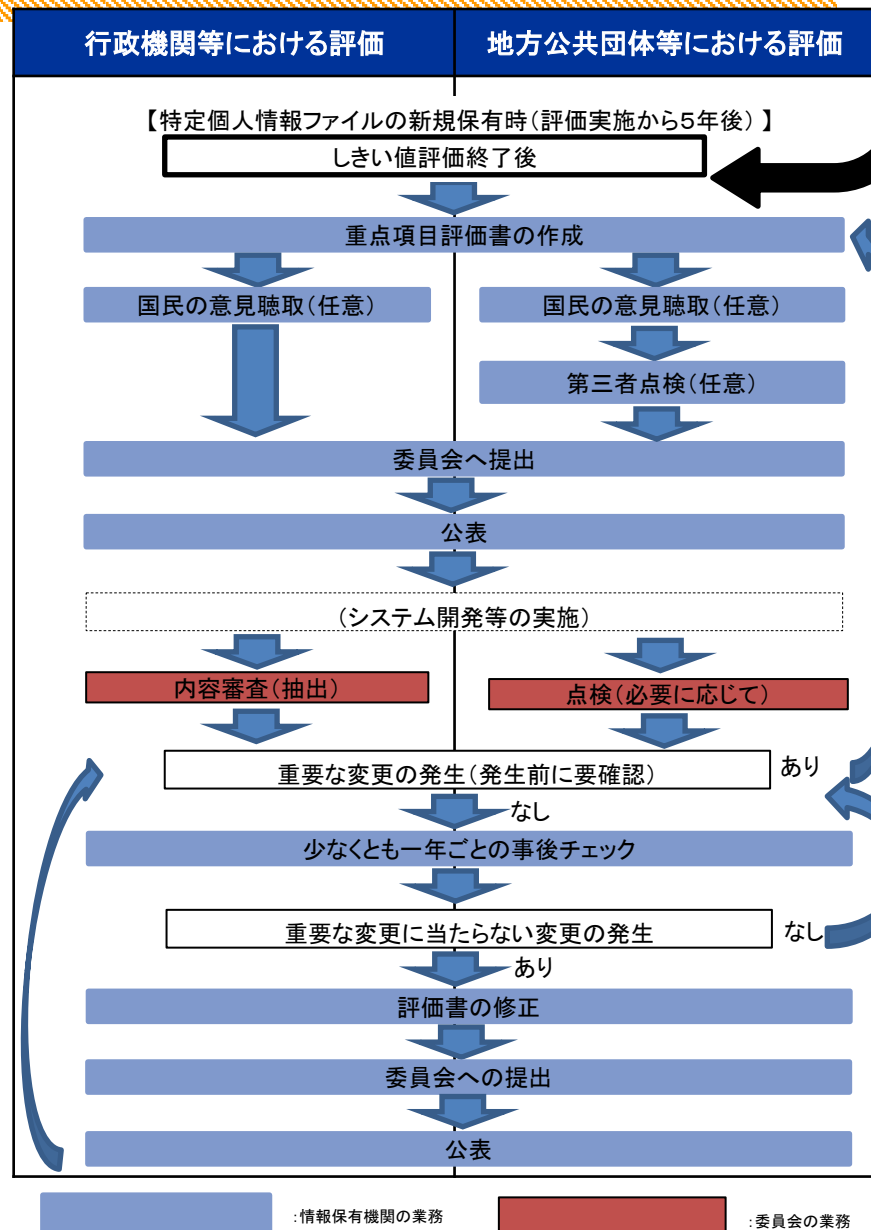 行政機関等における評価
地方公共団体等における評価
【特定個人情報ファイルの新規保有時(評価実施から5年後)】
しきい値評価終了後
重点項目評価書の作成
国民の意見聴取(任意)
国民の意見聴取(任意)
第三者点検(任意)
委員会へ提出
公表
(システム開発等の実施)
内容審査(抽出)
点検(必要に応じて)
重要な変更の発生(発生前に要確認)
あり
なし
少なくとも一年ごとの事後チェック
重要な変更に当たらない変更の発生
なし
あり
評価書の修正
委員会への提出
公表
:情報保有機関の業務
:委員会の業務